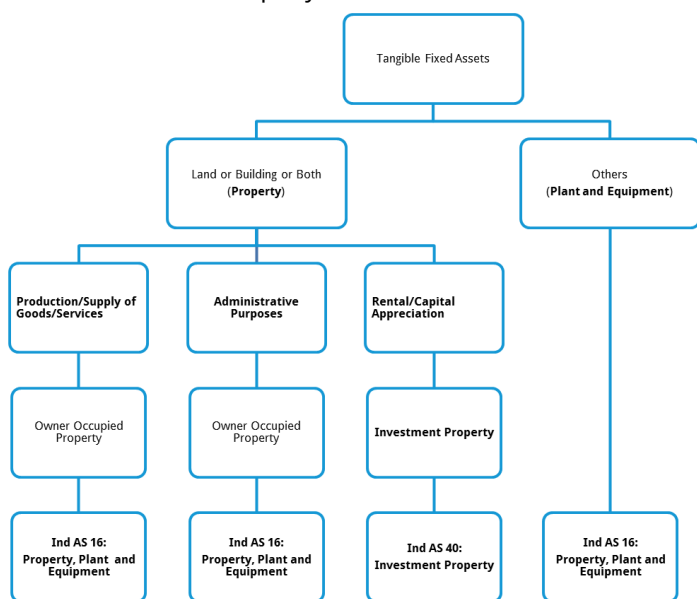 Tangible Fixed Assets
Land or Building or Both
(Property)
Others
(Plant and Equipment)
Production/Supply of
Goods/Services
Administrative
Purposes
Rental/Capital
Appreciation
Owner Occupied
Property
Owner Occupied
Property
Investment Property
Ind AS 16:
Property, Plant and
Equipment
Ind AS 16:
Property, Plant and
Equipment
Ind AS 40:
Investment Property
Ind AS 16:
Property, Plant and
Equipment